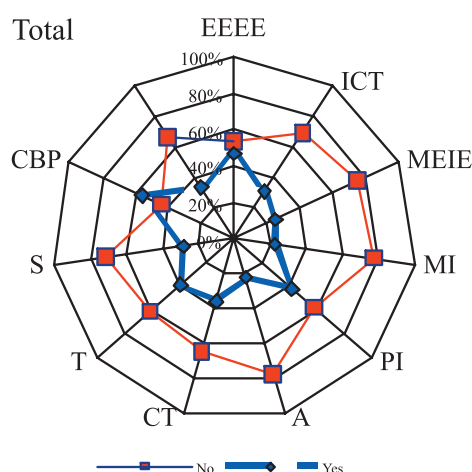 Total
EEEE
100%
80%
60%
40%
20%
0%
ICT
MEIE
MI
PI
A
CT
T
S
CBP
No
Yes